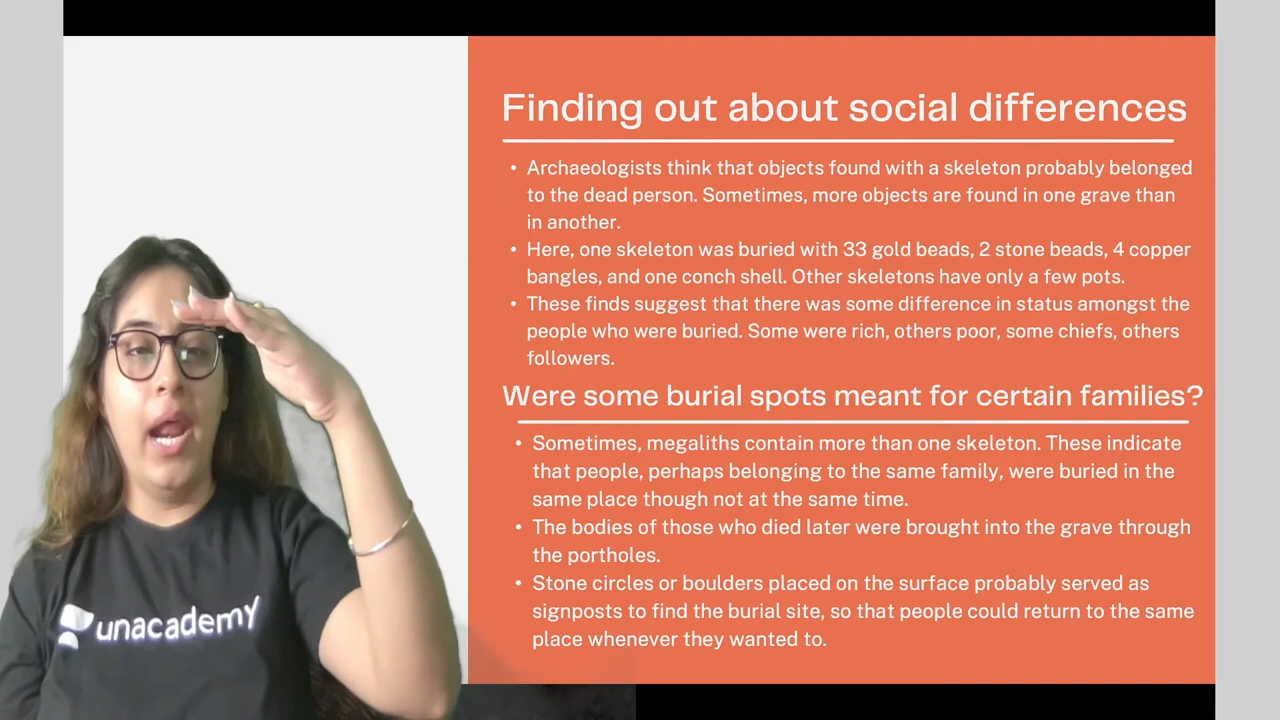 Finding out about social differences
• Archaeologists think that objects found with a skeleton probably belonged
to the dead person. Sometimes, more objects are found in one grave than
in another.
• Here, one skeleton was buried with 33 gold beads, 2 stone beads, 4 copper
bangles, and one conch shell. Other skeletons have only a few pots.
• These finds suggest that there was some difference in status amongst the
people who were buried. Some were rich, others poor, some chiefs, others
followers.
Were some burial spots meant for certain families?
• Sometimes, megaliths contain more than one skeleton. These indicate
that people, perhaps belonging to the same family, were buried in the
same place though not at the same time.
• The bodies of those who died later were brought into the grave through
the portholes.
• Stone circles or boulders placed on the surface probably served as
signposts to find the burial site, so that people could return to the same
place whenever they wanted to.
unacademy